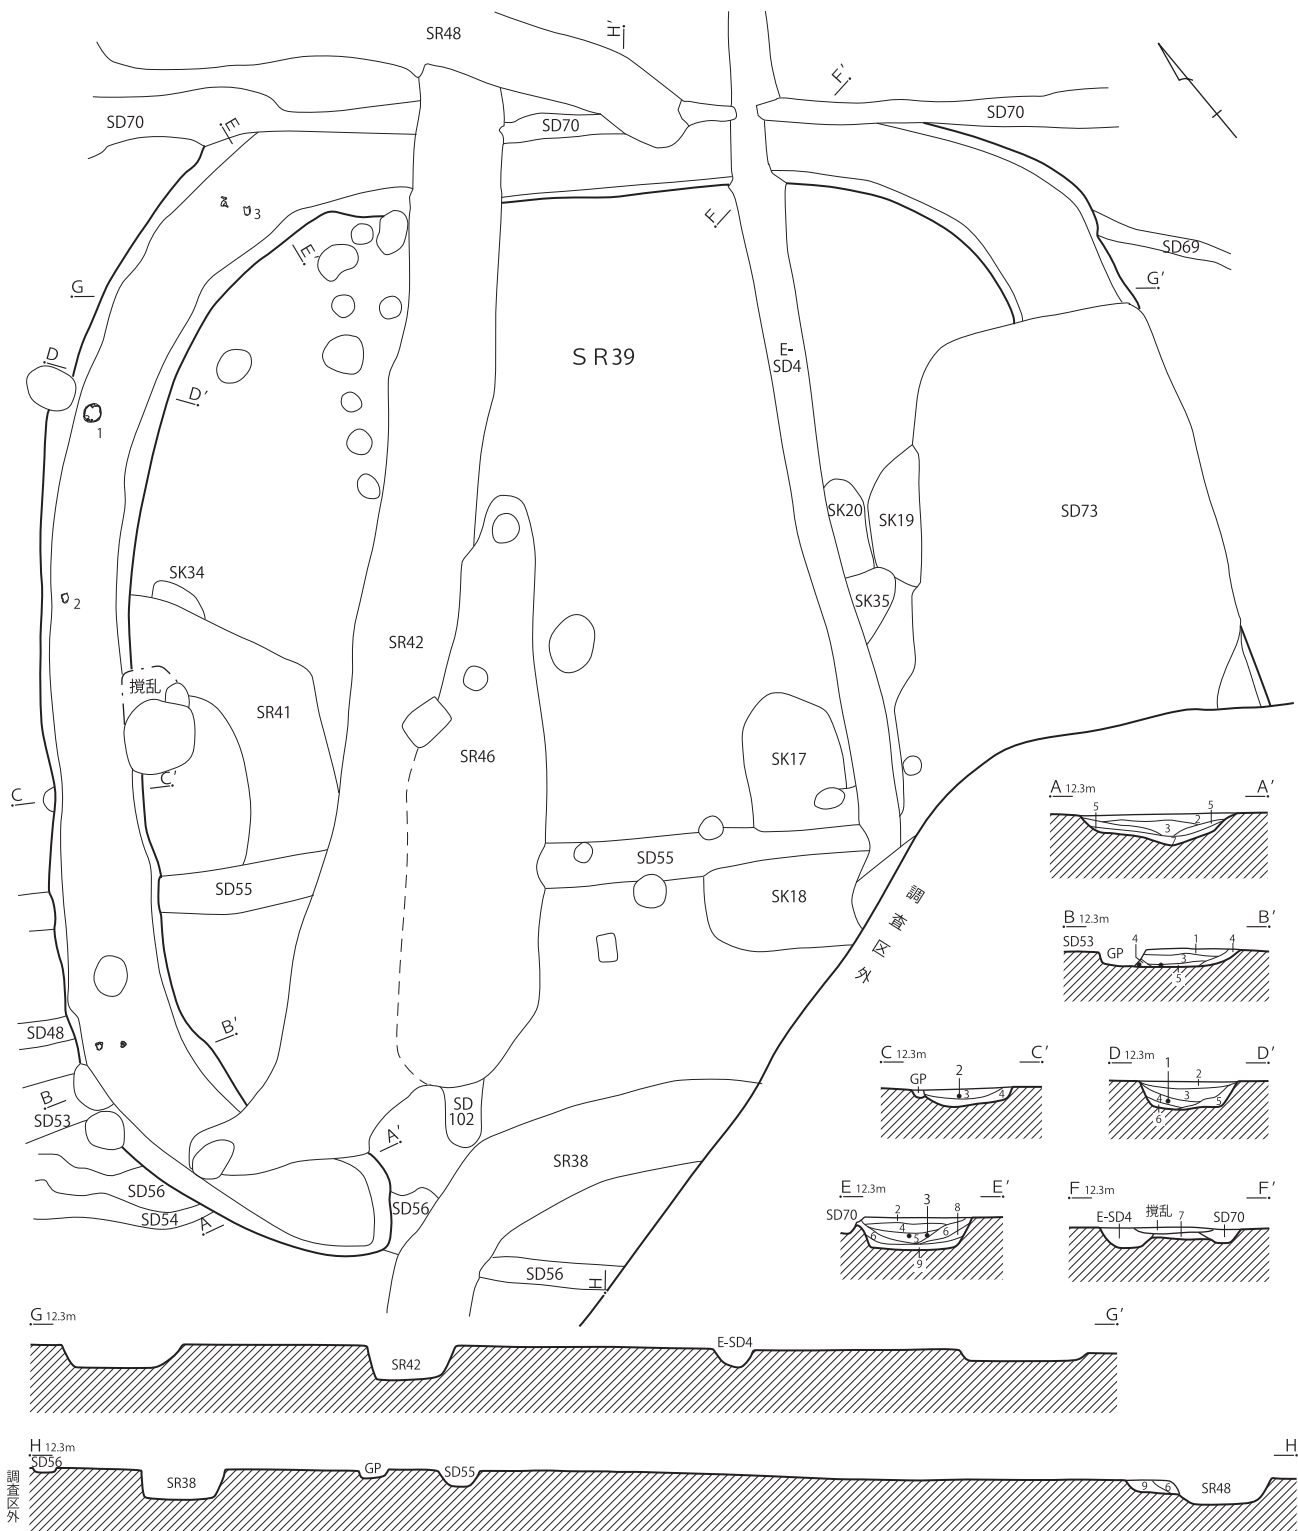 SR48
H'
F'
SD70
E
SD70
SD70
3
F
E'
SD69
G
G'
D
SR39
E-
SD4
D'
1
SK20
SK19
SD73
SK34
2
SK35
SR42
撹乱
SR41
SR46
SK17
C'
C
SD55
SD55
SK18
調査区外
B'
SD48
B
SD53
SD
102
A'
SR38
SD56
SD54
A
SD56
SD56
H
A 12.3m A'
5 5
2
3
7
B 12.3m B'
SD53
GP
4 1 4
3
5
C 12.3m C'
GP
2
3 4
D 12.3m D'
1
2
4 3 5
4
6
E 12.3m E'
SD70
2 3 8
4
6 5 6
9
F 12.3m F'
E-SD4
撹乱
7
SD70
G 12.3m G'
SR42
E-SD4
H 12.3m H
SD56
調査区外
SR38
GP
SD55
9 6
SR48